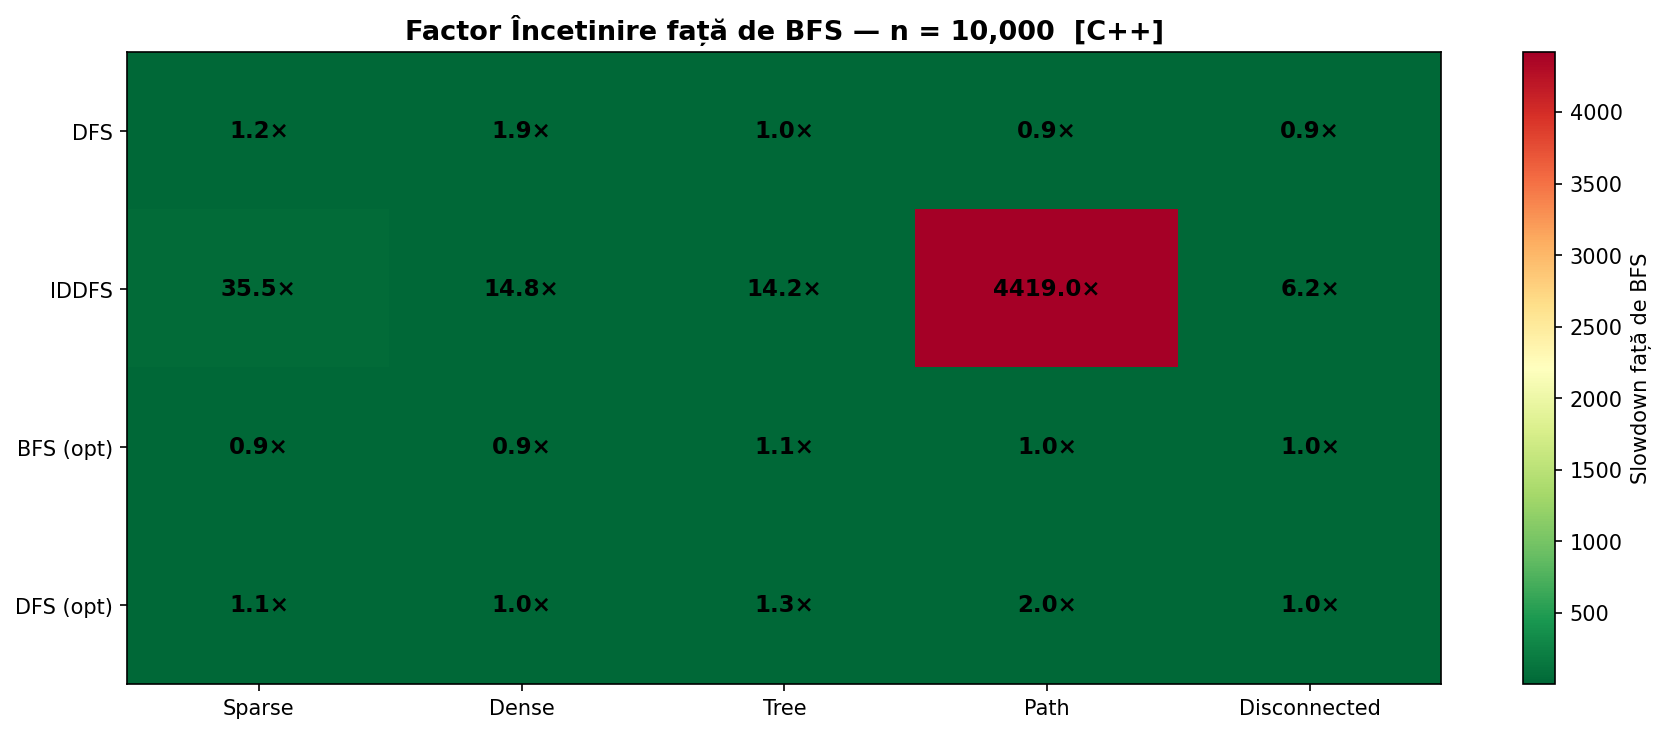 Factor Încetinire față de BFS — n = 10,000  [C++]
DFS
1.2×
1.9×
1.0×
0.9×
0.9×
IDDFS
35.5×
14.8×
14.2×
4419.0×
6.2×
BFS (opt)
0.9×
0.9×
1.1×
1.0×
1.0×
DFS (opt)
1.1×
1.0×
1.3×
2.0×
1.0×
Sparse
Dense
Tree
Path
Disconnected
4000
3500
3000
2500
2000
1500
1000
500
Slowdown față de BFS